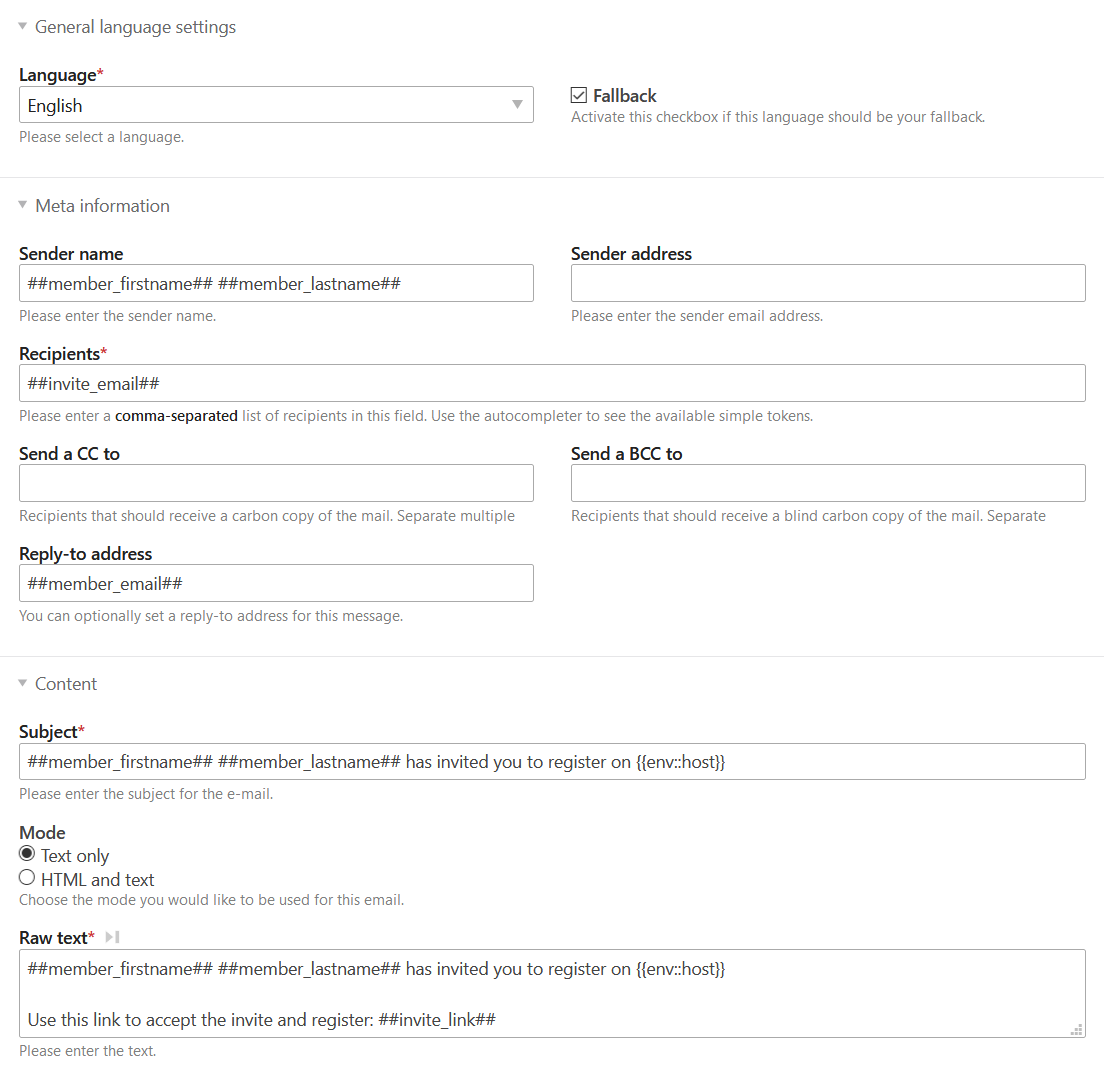 General language settings
Language*
English
Please select a language.
Fallback
Activate this checkbox if this language should be your fallback.
Meta information
Sender name
##member_firstname## ##member_lastname##
Please enter the sender name.
Sender address
Please enter the sender email address.
Recipients*
##invite_email##
Please enter a comma-separated list of recipients in this field. Use the autocompleter to see the available simple tokens.
Send a CC to
Recipients that should receive a carbon copy of the mail. Separate multiple
Send a BCC to
Recipients that should receive a blind carbon copy of the mail. Separate
Reply-to address
##member_email##
You can optionally set a reply-to address for this message.
Content
Subject*
##member_firstname## ##member_lastname## has invited you to register on {{env::host}}
Please enter the subject for the e-mail.
Mode
Text only
HTML and text
Choose the mode you would like to be used for this email.
Raw text*
##member_firstname## ##member_lastname## has invited you to register on {{env::host}}
Use this link to accept the invite and register: ##invite_link##
Please enter the text.